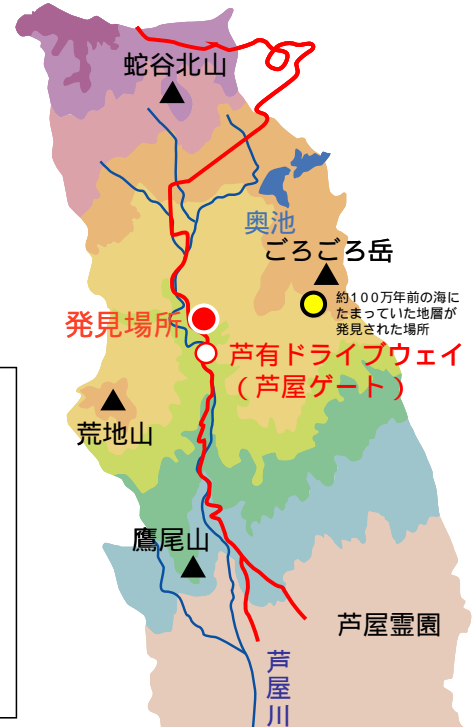 蛇谷北山
奥池
ごろごろ岳
約100万年前の海に
たまっていた地層が
発見された場所
発見場所
芦有ドライブウェイ
（芦屋ゲート）
荒地山
鷹尾山
芦屋霊園
芦屋川